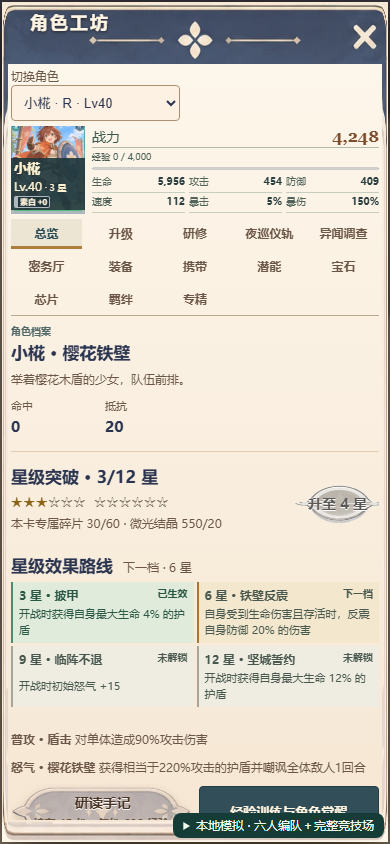 角色工坊
切换角色
小椛 · R · Lv40
小椛
Lv.40 · 3 星
素白 +0
战力 4,248
经验 0 / 4,000
生命 5,956 攻击 454 防御 409
速度 112 暴击 5% 暴伤 150%
总览 升级 研修 夜巡仪轨 异闻调查
密务厅 装备 携带 潜能 宝石
芯片 羁绊 专精
角色档案
小椛 • 樱花铁壁
举着樱花木盾的少女，队伍前排。
命中 抵抗
0 20
星级突破 • 3/12 星
★★★☆☆☆ ☆☆☆☆☆☆
升至 4 星
本卡专属碎片 30/60 · 微光结晶 550/20
星级效果路线 下一档 · 6 星
3 星 • 披甲 已生效
开战时获得自身最大生命 4% 的护盾
6 星 • 铁壁反震 下一档
自身受到生命伤害且存活时，反震自身防御 20% 的伤害
9 星 • 临阵不退 未解锁
开战时初始怒气 +15
12 星 • 坚城誓约 未解锁
开战时获得自身最大生命 12% 的护盾
普攻 • 盾击 对单体造成90%攻击伤害
怒气 • 樱花铁壁 获得相当于220%攻击的护盾并嘲讽全体敌人1回合
研读手记
经验训练与角色觉醒
▶ 本地模拟 · 六人编队 + 完整竞技场